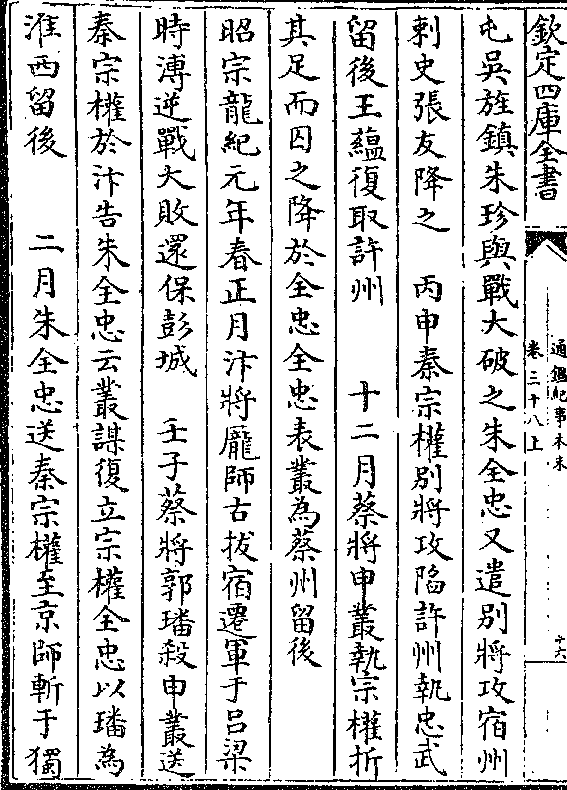 欽定四庫全書
通鑑紀事本末
卷三十八上
十六
屯吳康鎮朱珍與戰大破之朱全忠又遣别將攻宿州
刺史張友降之　丙申秦宗權别將攻陷許州執忠武
留後王藴復取許州　十二月蔡將申叢執宗權折
其足而囚之降於全忠全忠表叢為蔡州留後
昭宗龍紀元年春正月汴將龐師古拔宿遷軍于吕梁
時溥逆戰大敗還保彭城　壬子蔡將郭璠殺申叢送
秦宗權於汴告朱全忠云叢謀復立宗權全忠以璠為
淮西留後　二月朱全忠送秦宗權至京師斬于獨